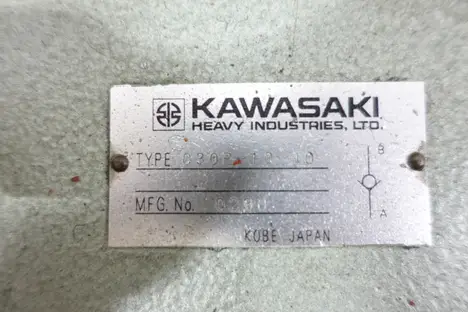 KAWASAKI
HEAVY INDUSTRIES, LTD.
TYPE
B
MFG. No.
A
KOBE JAPAN